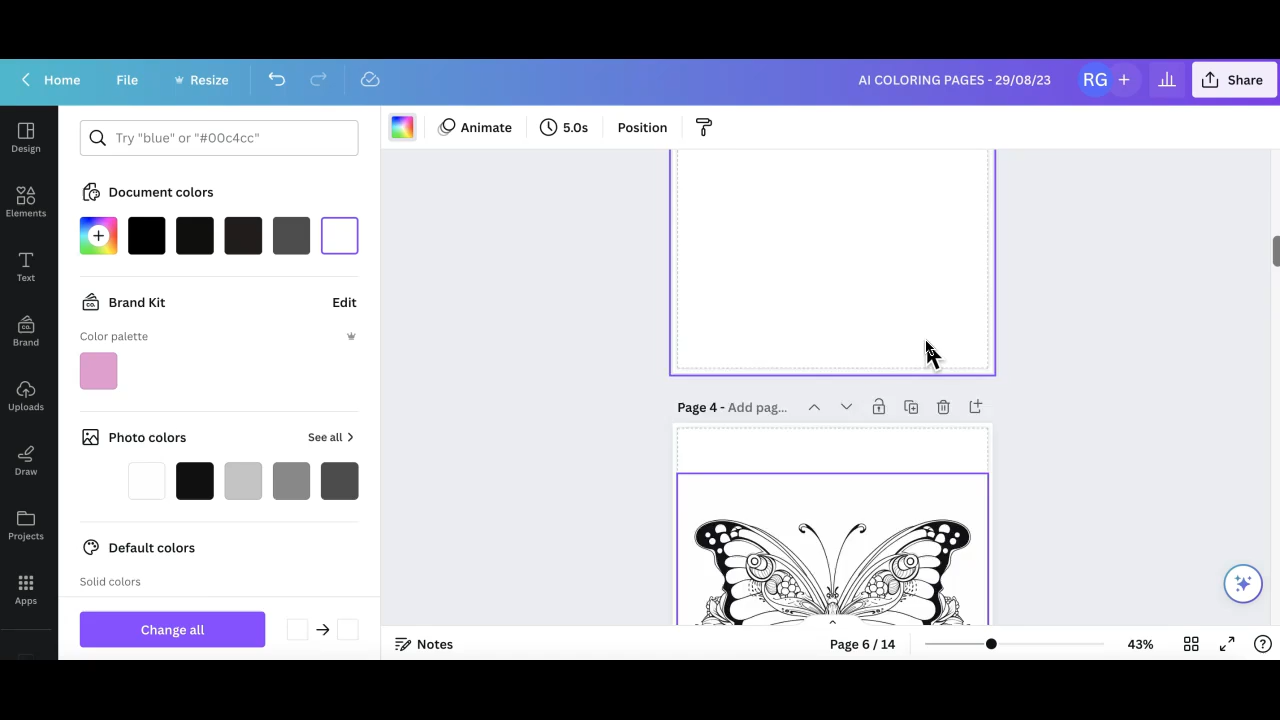 Home File Resize AI COLORING PAGES - 29/08/23 RG + Share
Design
Elements
Text
Brand
Uploads
Draw
Projects
Apps
Try "blue" or "#00c4cc"
Document colors
+
Brand Kit Edit
CO.
Color palette
Photo colors See all
Default colors
Solid colors
Change all
Animate 5.0s Position
Page 4 - Add pag...
Notes Page 6 / 14 43%